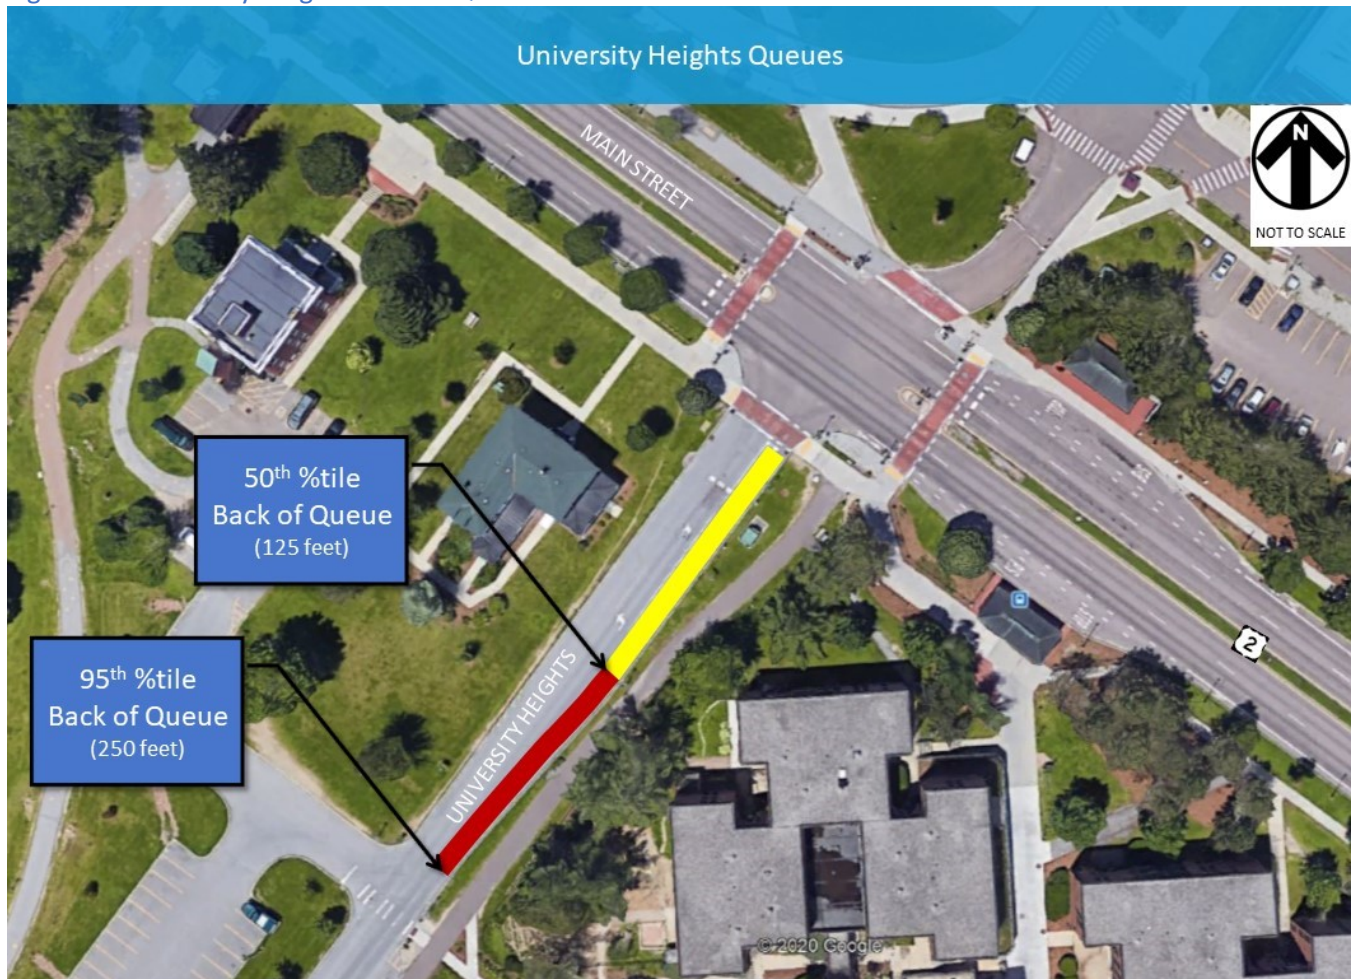 University Heights Queues
MAIN STREET
N
NOT TO SCALE
50th %tile
Back of Queue
(125 feet)
2
95th %tile
Back of Queue
(250 feet)
UNIVERSITY HEIGHTS
© 2020 Google